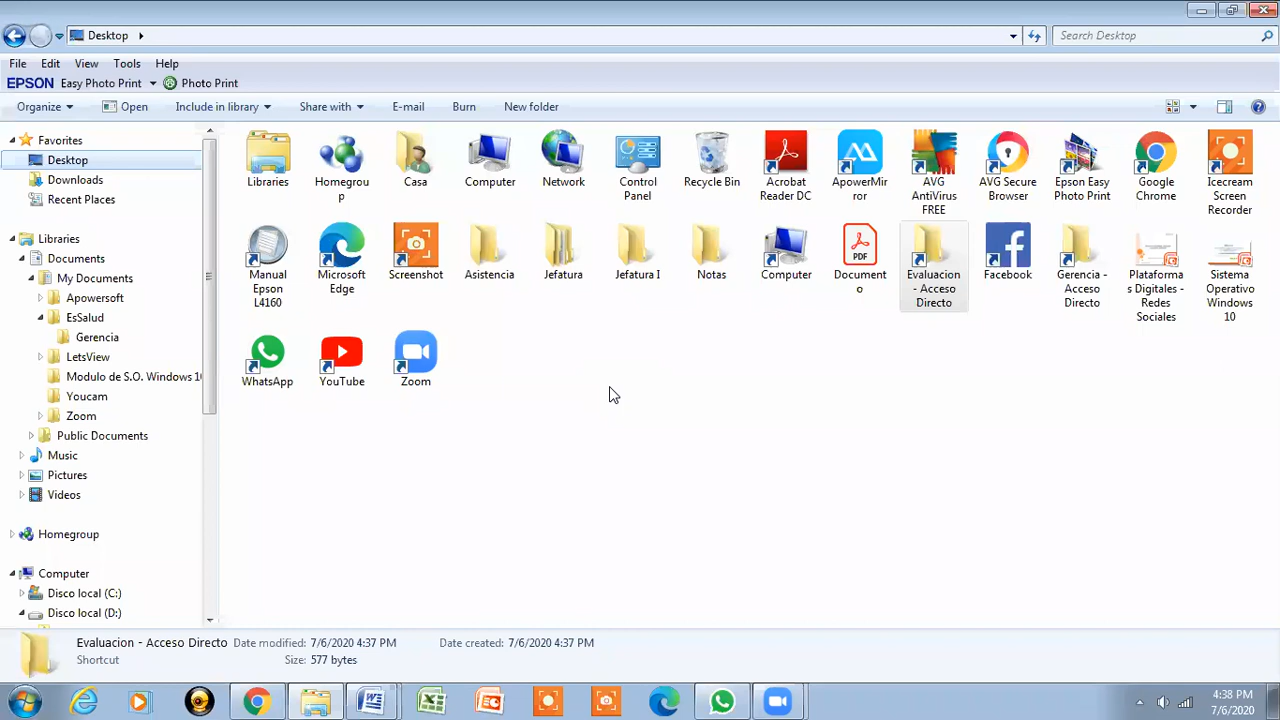 Desktop
Search Desktop
File Edit View Tools Help
EPSON Easy Photo Print Photo Print
Organize Open Include in library Share with E-mail Burn New folder
Favorites
Desktop
Downloads
Recent Places
Libraries
Documents
My Documents
Apowersoft
EsSalud
Gerencia
LetsView
Modulo de S.O. Windows 10
Youcam
Zoom
Public Documents
Music
Pictures
Videos
Homegroup
Computer
Disco local (C:)
Disco local (D:)
Libraries
Homegrou
p
Casa
Computer
Network
Control
Panel
Recycle Bin
Acrobat
Reader DC
ApowerMir
ror
AVG
AntiVirus
FREE
AVG Secure
Browser
Epson Easy
Photo Print
Google
Chrome
Icecream
Screen
Recorder
Manual
Epson
L4160
Microsoft
Edge
Screenshot
Asistencia
Jefatura
Jefatura I
Notas
Computer
PDF
Document
o
Evaluacion
- Acceso
Directo
Facebook
Gerencia -
Acceso
Directo
Plataforma
s Digitales -
Redes
Sociales
Sistema
Operativo
Windows
10
WhatsApp
YouTube
Zoom
Evaluacion - Acceso Directo Date modified: 7/6/2020 4:37 PM Date created: 7/6/2020 4:37 PM
Shortcut Size: 577 bytes
4:38 PM
7/6/2020